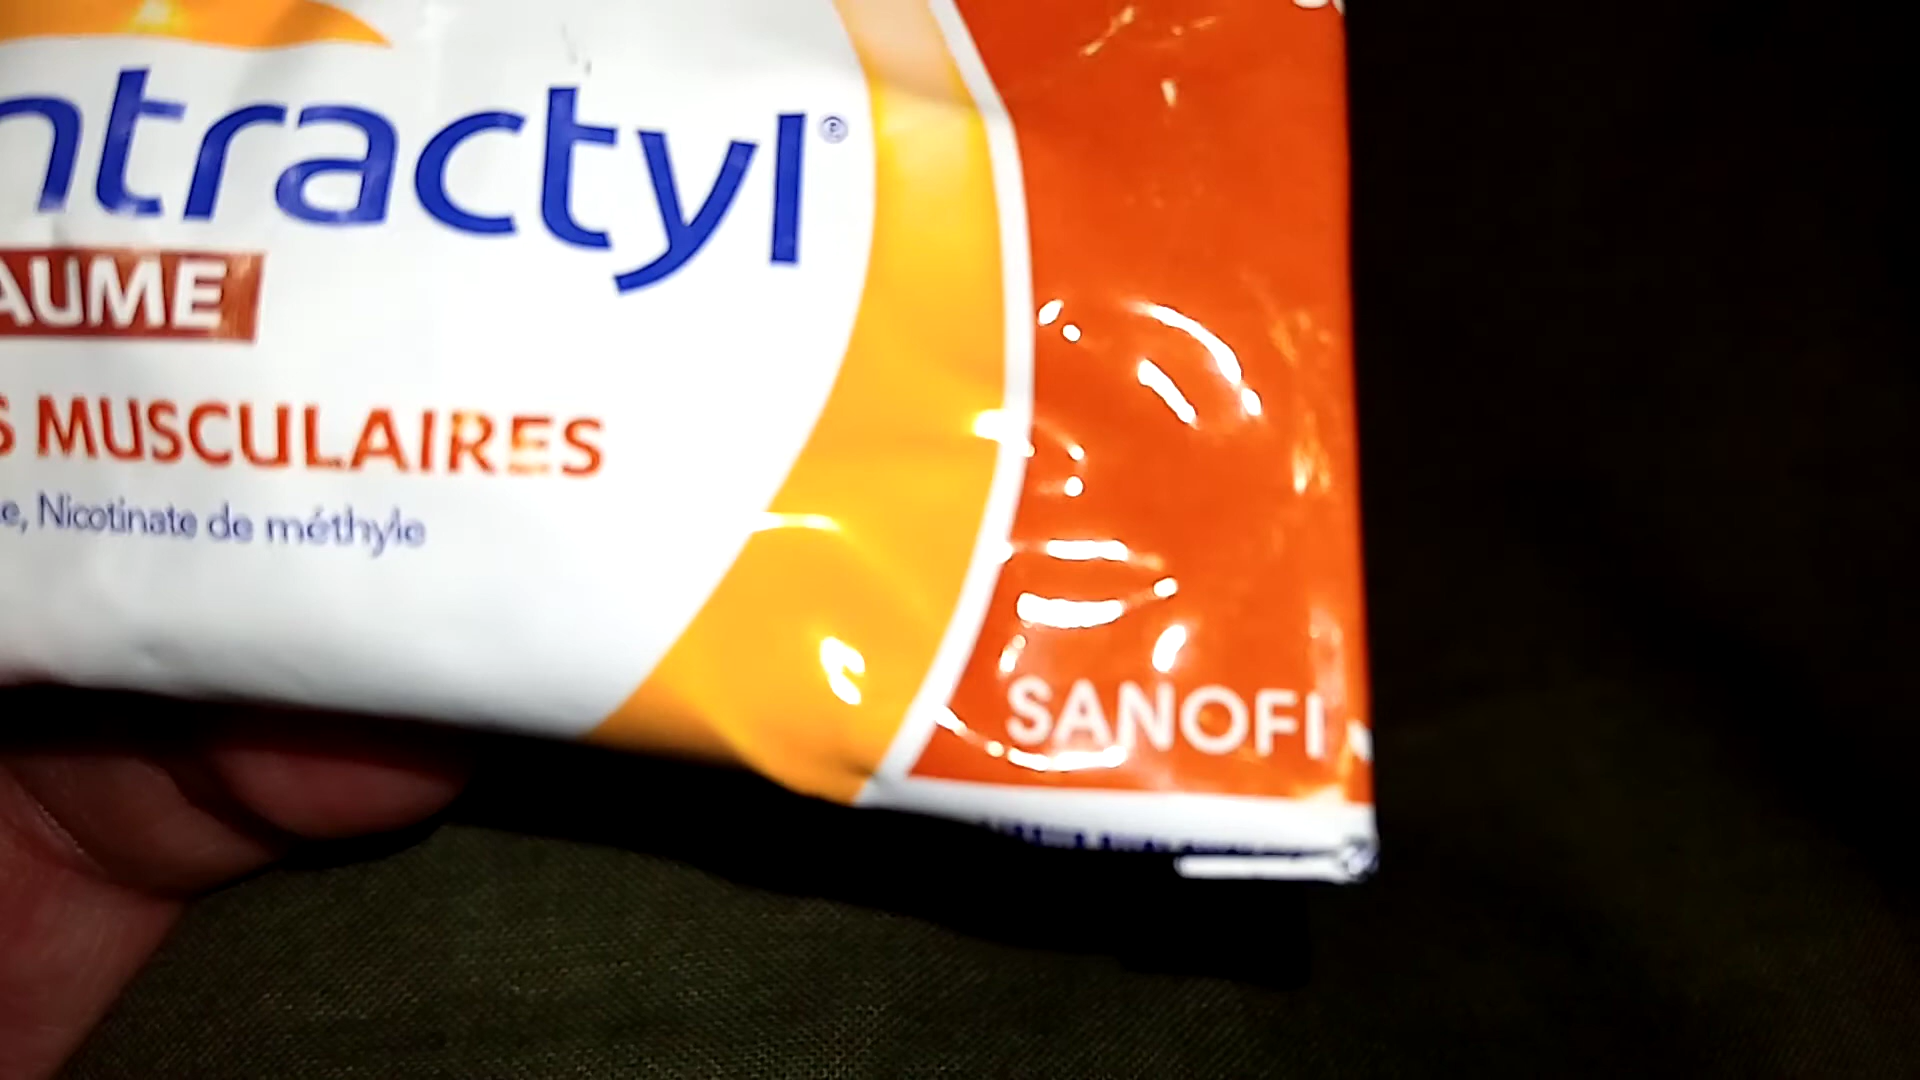 ntractyl®
AUME
S MUSCULAIRES
e, Nicotinate de méthyle
SANOFI